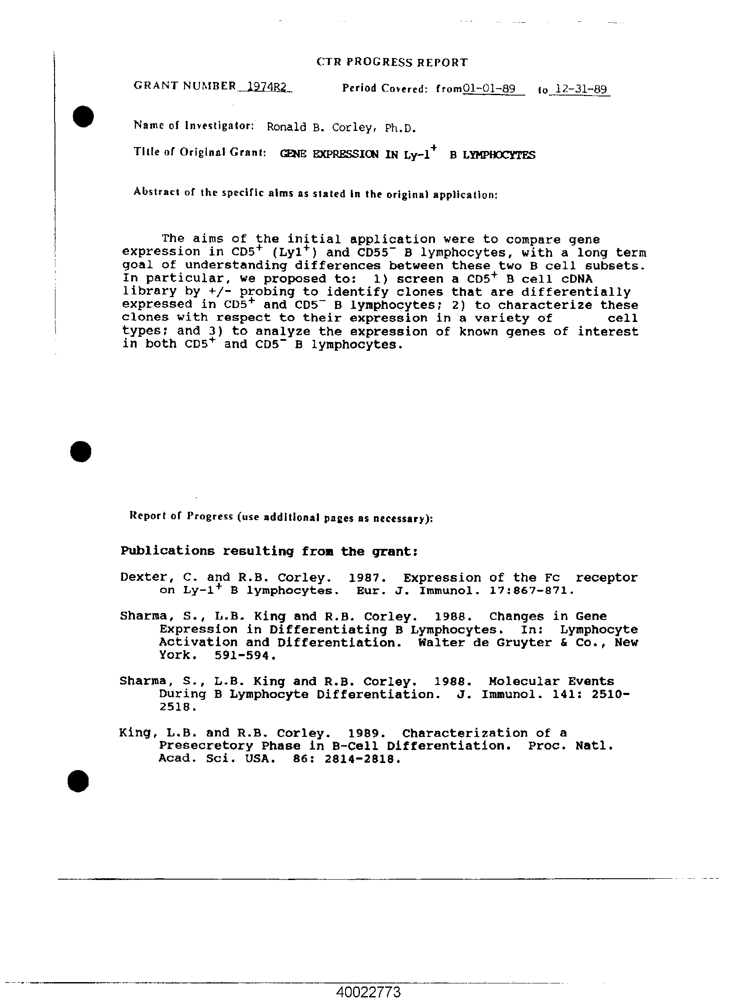 CTR PROGRESS REPORT
GRANT NUMBER 1974R2 Period Covered: from 01-01-89 to 12-31-89
Name of Investigator: Ronald B. Corley, Ph.D.
Title of Original Grant: GENE EXPRESSION IN Ly-1+ B LYMPHOCYTES
Abstract of the specific aims as stated in the original application:
The aims of the initial application were to compare gene
expression in CD5+ (Ly1+) and CD55- B lymphocytes, with a long term
goal of understanding differences between these two B cell subsets.
In particular, we proposed to: 1) screen a CD5+ B cell cDNA
library by +/- probing to identify clones that are differentially
expressed in CD5+ and CD5- B lymphocytes; 2) to characterize these
clones with respect to their expression in a variety of cell
types; and 3) to analyze the expression of known genes of interest
in both CD5+ and CD5- B lymphocytes.
Report of Progress (use additional pages as necessary):
Publications resulting from the grant:
Dexter, C. and R.B. Corley. 1987. Expression of the Fc receptor
on Ly-1+ B lymphocytes. Eur. J. Immunol. 17:867-871.
Sharma, S., L.B. King and R.B. Corley. 1988. Changes in Gene
Expression in Differentiating B Lymphocytes. In: Lymphocyte
Activation and Differentiation. Walter de Gruyter & Co., New
York. 591-594.
Sharma, S., L.B. King and R.B. Corley. 1988. Molecular Events
During B Lymphocyte Differentiation. J. Immunol. 141: 2510-
2518.
King, L.B. and R.B. Corley. 1989. Characterization of a
Presecretory Phase in B-Cell Differentiation. Proc. Natl.
Acad. Sci. USA. 86: 2814-2818.
40022773